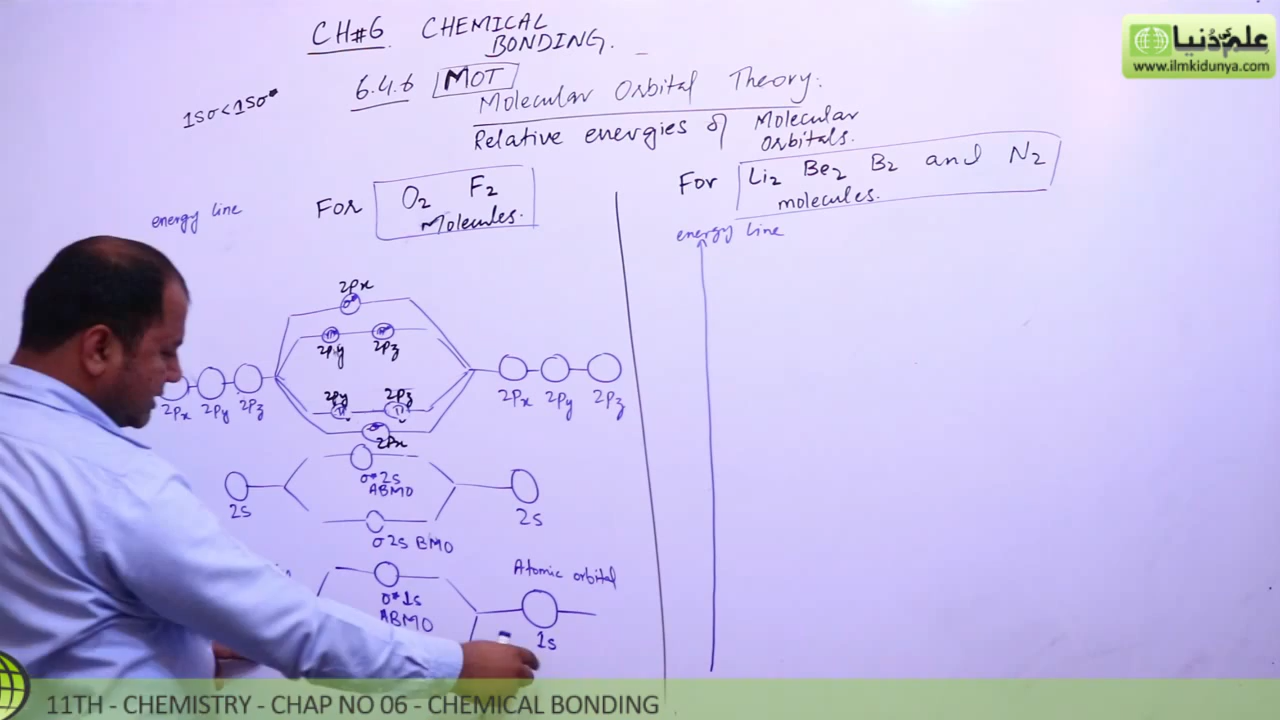 CH#6 CHEMICAL
BONDING.
علم کی دنیا
www.ilmkidunya.com
6.4.6 MOT
Molecular Orbital Theory.
1Sσ<1Sσ*
Relative energies of Molecular
Orbitals.
energy line
For O2 F2
Molecules.
For Li2 Be2 B2 and N2
molecules.
energy line
2px
σ*
π* π*
2py 2pz
2px 2py 2pz
2py 2pz
π π
σ
2px
2px 2py 2pz
σ*2s
ABMO
2s
2s
σ2s BMO
Atomic orbital
σ*1s
ABMO
1s
11TH - CHEMISTRY - CHAP NO 06 - CHEMICAL BONDING